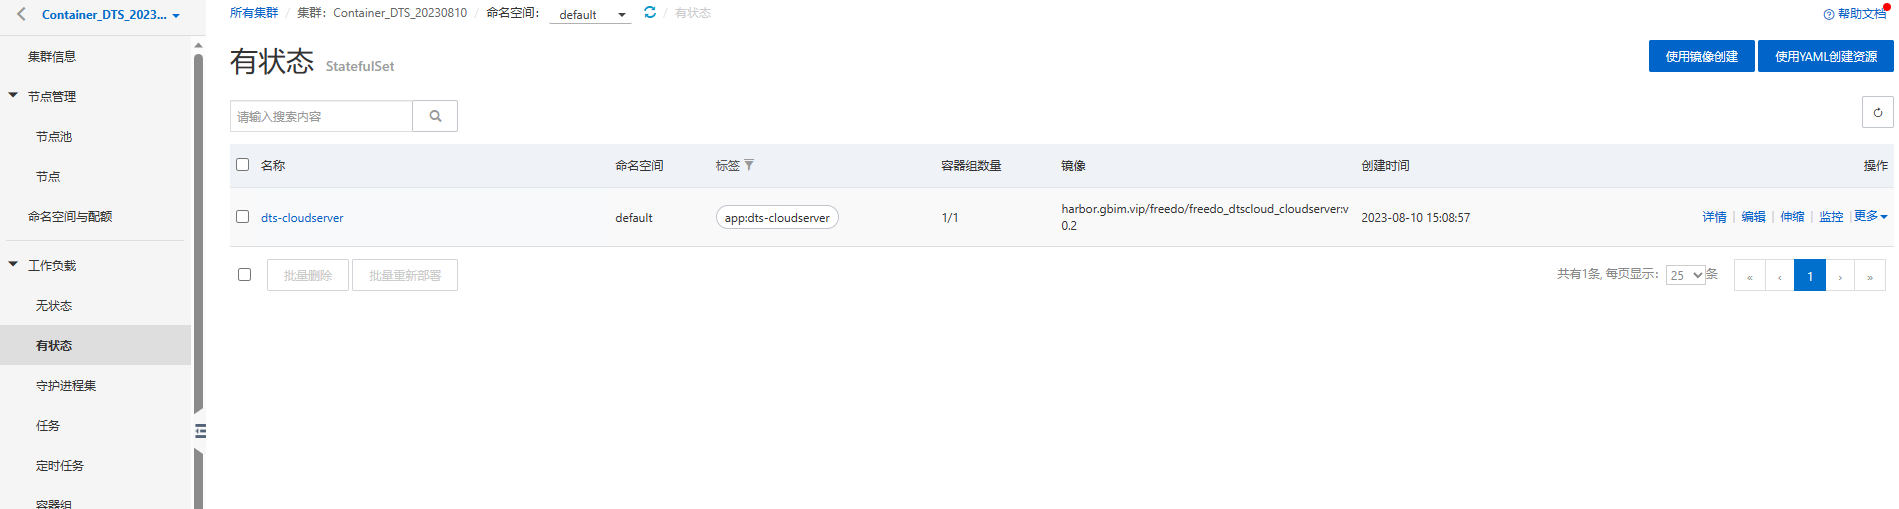 Container_DTS_2023...
所有集群 / 集群：Container_DTS_20230810 / 命名空间： default / 有状态
帮助文档
集群信息
节点管理
节点池
节点
命名空间与配额
工作负载
无状态
有状态
守护进程集
任务
定时任务
容器组
有状态 StatefulSet
使用镜像创建 使用YAML创建资源
请输入搜索内容
名称 命名空间 标签 容器组数量 镜像 创建时间 操作
dts-cloudserver default app:dts-cloudserver 1/1 harbor.gbim.vip/freedo/freedo_dtscloud_cloudserver:v 2023-08-10 15:08:57 详情 | 编辑 | 伸缩 | 监控 | 更多
0.2
批量删除 批量重新部署 共有1条, 每页显示： 25 条 « ‹ 1 › »